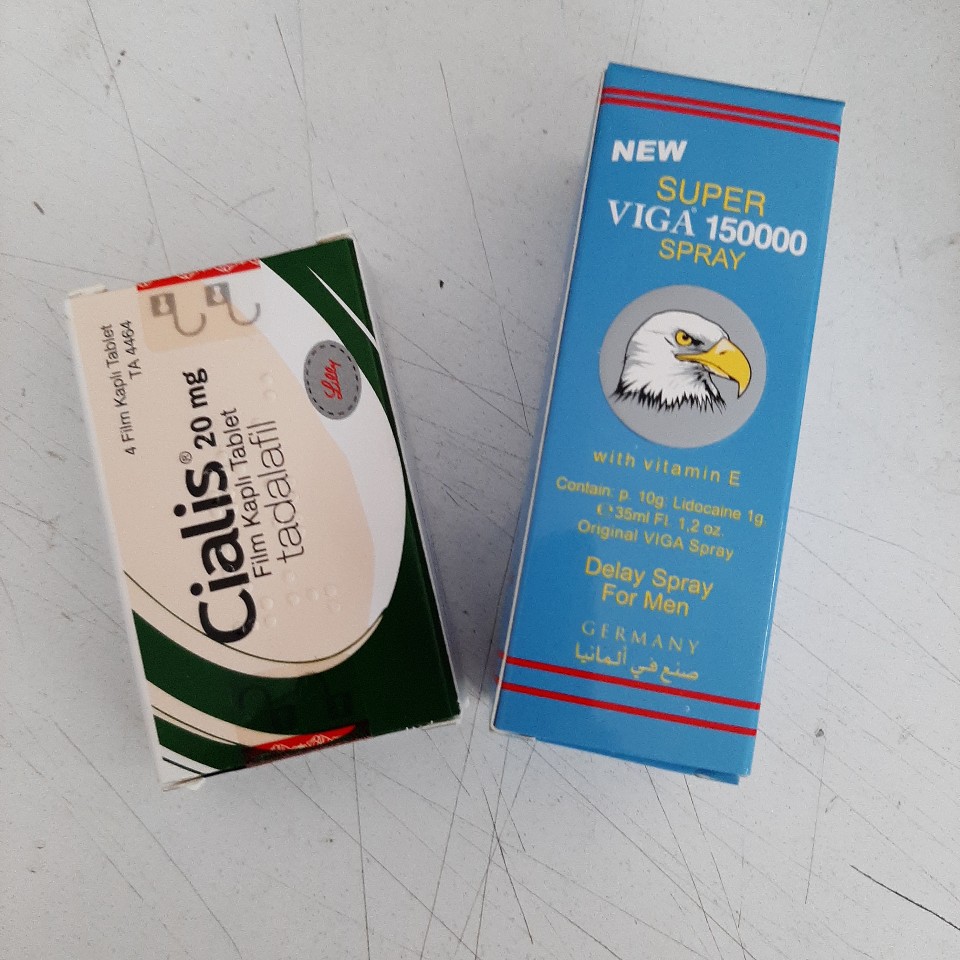 4 Film Kaplı Tablet
TA 4464
Cialis® 20 mg
Film Kaplı Tablet
tadalafil
Lilly
NEW
SUPER
VIGA® 150000
SPRAY
with vitamin E
Contain: p. 10g. Lidocaine 1g.
C€35ml Fl. 1.2 oz.
Original VIGA Spray
Delay Spray
For Men
GERMANY
صنع في ألمانيا